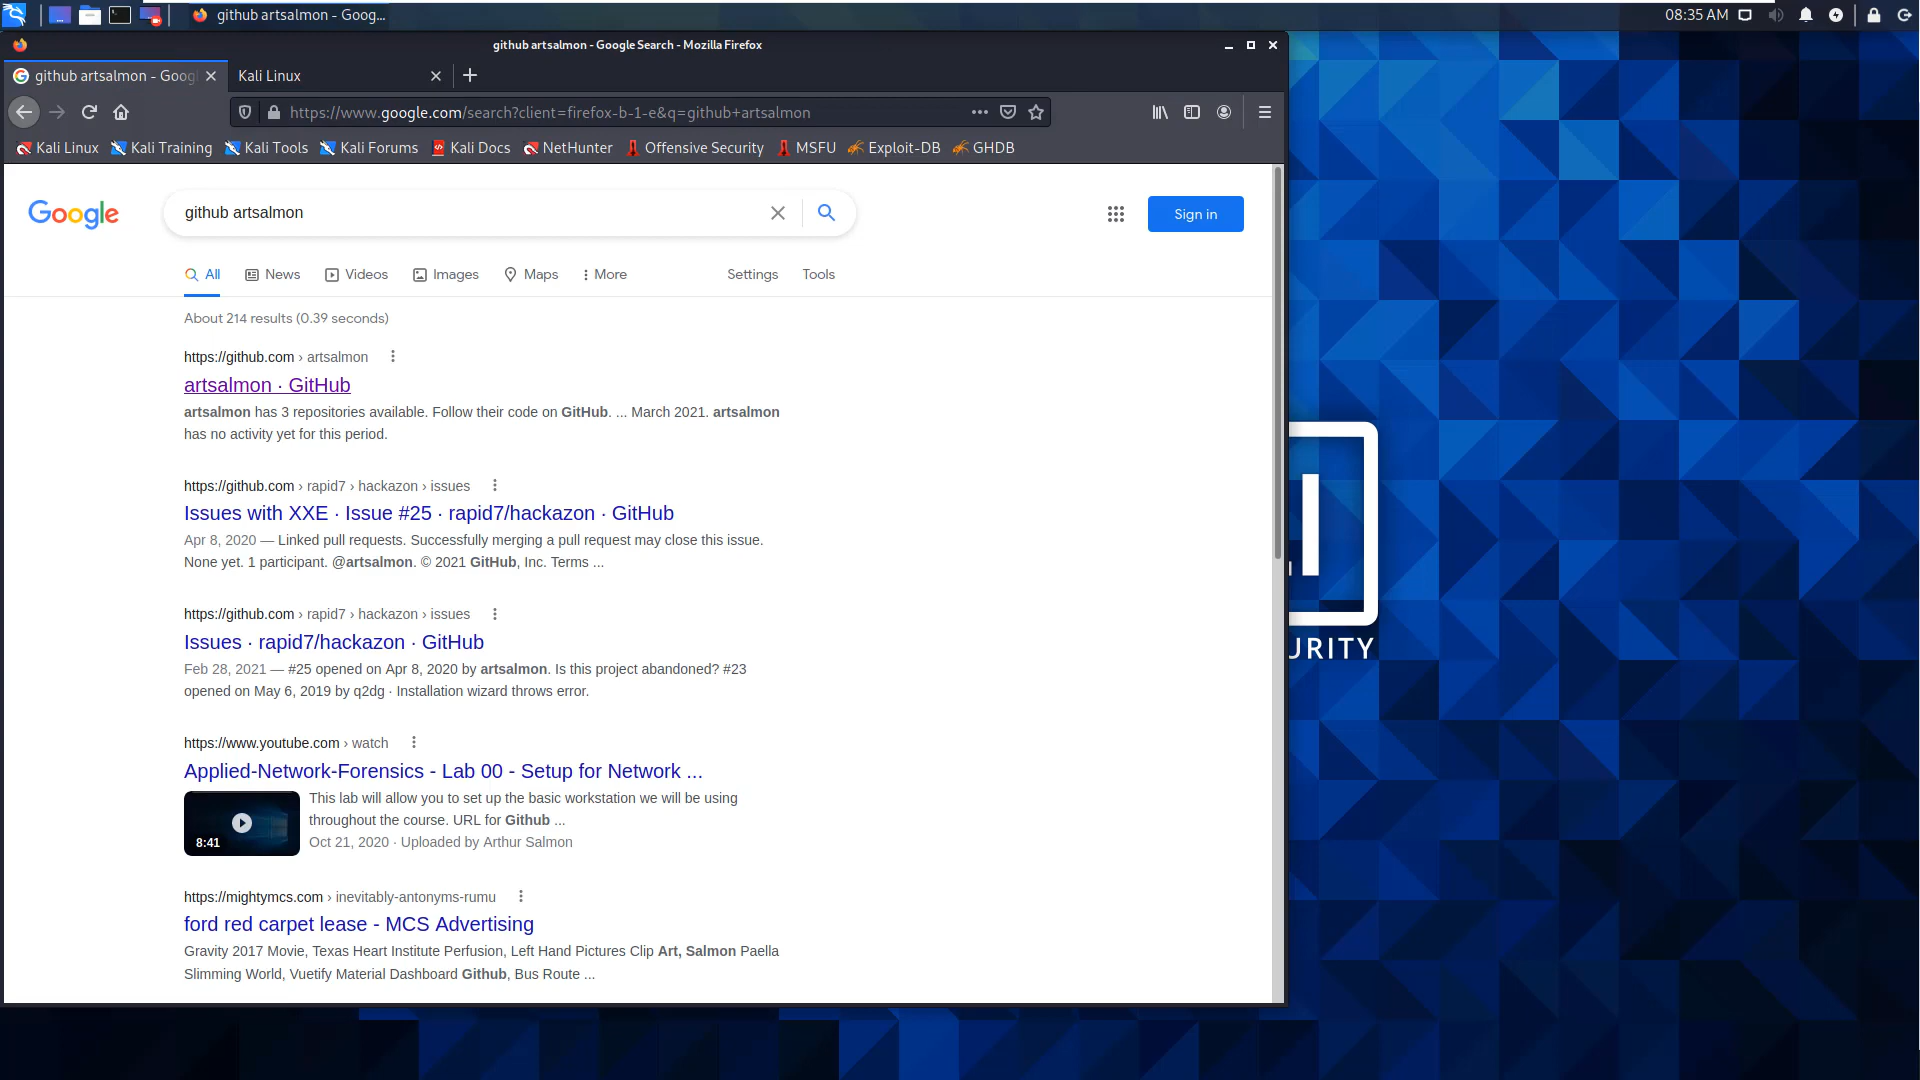 github artsalmon - Goog...
08:35 AM
github artsalmon - Google Search - Mozilla Firefox
github artsalmon - Goog
Kali Linux
https://www.google.com/search?client=firefox-b-1-e&q=github+artsalmon
Kali Linux
Kali Training
Kali Tools
Kali Forums
Kali Docs
NetHunter
Offensive Security
MSFU
Exploit-DB
GHDB
Google
github artsalmon
Sign in
All
News
Videos
Images
Maps
More
Settings
Tools
About 214 results (0.39 seconds)
https://github.com › artsalmon
artsalmon · GitHub
artsalmon has 3 repositories available. Follow their code on GitHub. ... March 2021. artsalmon
has no activity yet for this period.
https://github.com › rapid7 › hackazon › issues
Issues with XXE · Issue #25 · rapid7/hackazon · GitHub
Apr 8, 2020 — Linked pull requests. Successfully merging a pull request may close this issue.
None yet. 1 participant. @artsalmon. © 2021 GitHub, Inc. Terms ...
https://github.com › rapid7 › hackazon › issues
Issues · rapid7/hackazon · GitHub
Feb 28, 2021 — #25 opened on Apr 8, 2020 by artsalmon. Is this project abandoned? #23
opened on May 6, 2019 by q2dg · Installation wizard throws error.
https://www.youtube.com › watch
Applied-Network-Forensics - Lab 00 - Setup for Network ...
This lab will allow you to set up the basic workstation we will be using
throughout the course. URL for Github ...
8:41
Oct 21, 2020 · Uploaded by Arthur Salmon
https://mightymcs.com › inevitably-antonyms-rumu
ford red carpet lease - MCS Advertising
Gravity 2017 Movie, Texas Heart Institute Perfusion, Left Hand Pictures Clip Art, Salmon Paella
Slimming World, Vuetify Material Dashboard Github, Bus Route ...
I
URITY